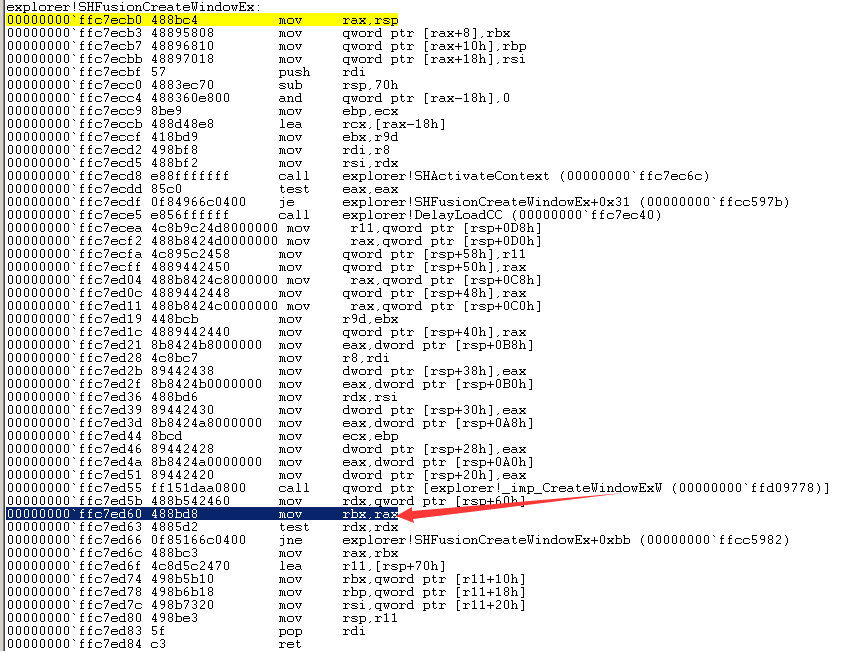 explorer!SHFusionCreateWindowEx:
00000000`ffc7ecb0 488bc4 mov rax,rsp
00000000`ffc7ecb3 48895808 mov qword ptr [rax+8],rbx
00000000`ffc7ecb7 48896810 mov qword ptr [rax+10h],rbp
00000000`ffc7ecbb 48897018 mov qword ptr [rax+18h],rsi
00000000`ffc7ecbf 57 push rdi
00000000`ffc7ecc0 4883ec70 sub rsp,70h
00000000`ffc7ecc4 488360e800 and qword ptr [rax-18h],0
00000000`ffc7ecc9 8be9 mov ebp,ecx
00000000`ffc7eccb 488d48e8 lea rcx,[rax-18h]
00000000`ffc7eccf 418bd9 mov ebx,r9d
00000000`ffc7ecd2 498bf8 mov rdi,r8
00000000`ffc7ecd5 488bf2 mov rsi,rdx
00000000`ffc7ecd8 e88fffffff call explorer!SHActivateContext (00000000`ffc7ec6c)
00000000`ffc7ecdd 85c0 test eax,eax
00000000`ffc7ecdf 0f84966c0400 je explorer!SHFusionCreateWindowEx+0x31 (00000000`ffcc597b)
00000000`ffc7ece5 e856ffffff call explorer!DelayLoadCC (00000000`ffc7ec40)
00000000`ffc7ecea 4c8b9c24d8000000 mov r11,qword ptr [rsp+0D8h]
00000000`ffc7ecf2 488b8424d0000000 mov rax,qword ptr [rsp+0D0h]
00000000`ffc7ecfa 4c895c2458 mov qword ptr [rsp+58h],r11
00000000`ffc7ecff 4889442450 mov qword ptr [rsp+50h],rax
00000000`ffc7ed04 488b8424c8000000 mov rax,qword ptr [rsp+0C8h]
00000000`ffc7ed0c 4889442448 mov qword ptr [rsp+48h],rax
00000000`ffc7ed11 488b8424c0000000 mov rax,qword ptr [rsp+0C0h]
00000000`ffc7ed19 448bcb mov r9d,ebx
00000000`ffc7ed1c 4889442440 mov qword ptr [rsp+40h],rax
00000000`ffc7ed21 8b8424b8000000 mov eax,dword ptr [rsp+0B8h]
00000000`ffc7ed28 4c8bc7 mov r8,rdi
00000000`ffc7ed2b 89442438 mov dword ptr [rsp+38h],eax
00000000`ffc7ed2f 8b8424b0000000 mov eax,dword ptr [rsp+0B0h]
00000000`ffc7ed36 488bd6 mov rdx,rsi
00000000`ffc7ed39 89442430 mov dword ptr [rsp+30h],eax
00000000`ffc7ed3d 8b8424a8000000 mov eax,dword ptr [rsp+0A8h]
00000000`ffc7ed44 8bcd mov ecx,ebp
00000000`ffc7ed46 89442428 mov dword ptr [rsp+28h],eax
00000000`ffc7ed4a 8b8424a0000000 mov eax,dword ptr [rsp+0A0h]
00000000`ffc7ed51 89442420 mov dword ptr [rsp+20h],eax
00000000`ffc7ed55 ff151daa0800 call qword ptr [explorer!_imp_CreateWindowExW (00000000`ffd09778)]
00000000`ffc7ed5b 488b542460 mov rdx,qword ptr [rsp+60h]
00000000`ffc7ed60 488bd8 mov rbx,rax
00000000`ffc7ed63 4885d2 test rdx,rdx
00000000`ffc7ed66 0f85166c0400 jne explorer!SHFusionCreateWindowEx+0xbb (00000000`ffcc5982)
00000000`ffc7ed6c 488bc3 mov rax,rbx
00000000`ffc7ed6f 4c8d5c2470 lea r11,[rsp+70h]
00000000`ffc7ed74 498b5b10 mov rbx,qword ptr [r11+10h]
00000000`ffc7ed78 498b6b18 mov rbp,qword ptr [r11+18h]
00000000`ffc7ed7c 498b7320 mov rsi,qword ptr [r11+20h]
00000000`ffc7ed80 498be3 mov rsp,r11
00000000`ffc7ed83 5f pop rdi
00000000`ffc7ed84 c3 ret